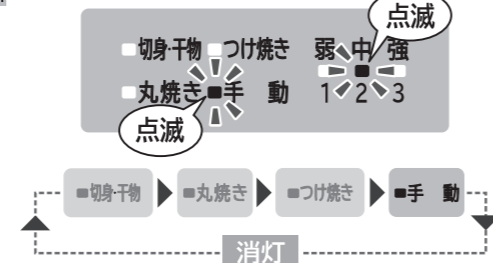 点滅
■切身・干物 ■つけ焼き 弱 中 強
■丸焼き ■手 動 1 2 3
点滅
■切身・干物 ▶ ■丸焼き ▶ ■つけ焼き ▶ ■手 動
消灯